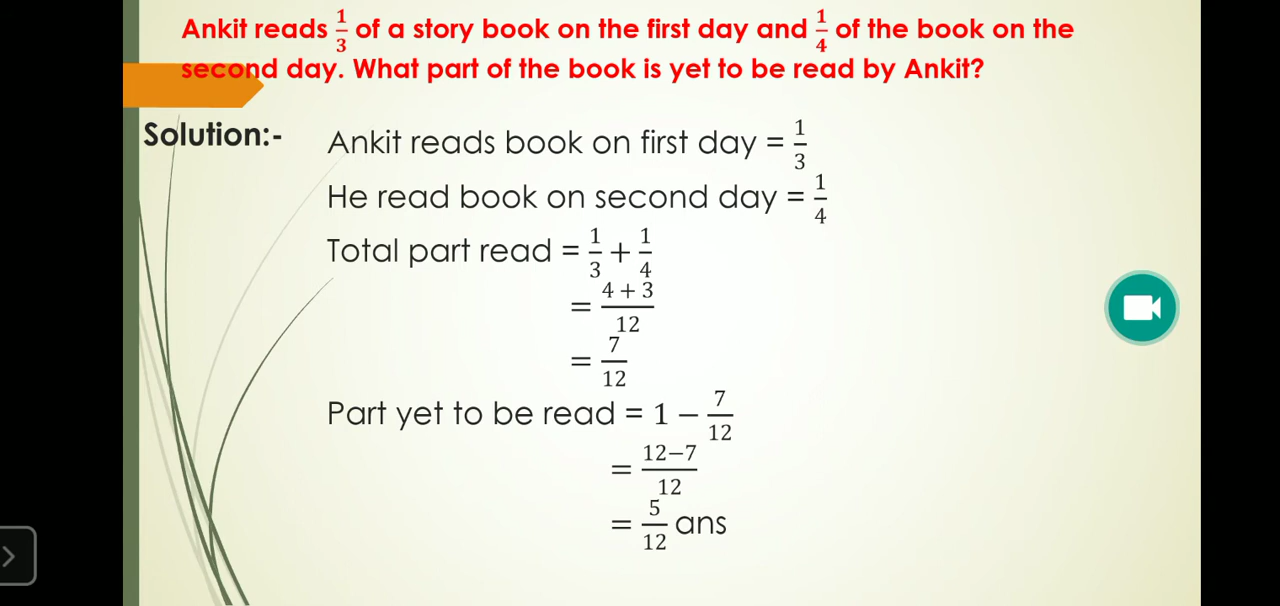 Ankit reads 1/3 of a story book on the first day and 1/4 of the book on the
second day. What part of the book is yet to be read by Ankit?
Solution:- Ankit reads book on first day = 1/3
He read book on second day = 1/4
Total part read = 1/3 + 1/4
= (4 + 3)/12
= 7/12
Part yet to be read = 1 − 7/12
= (12−7)/12
= 5/12 ans